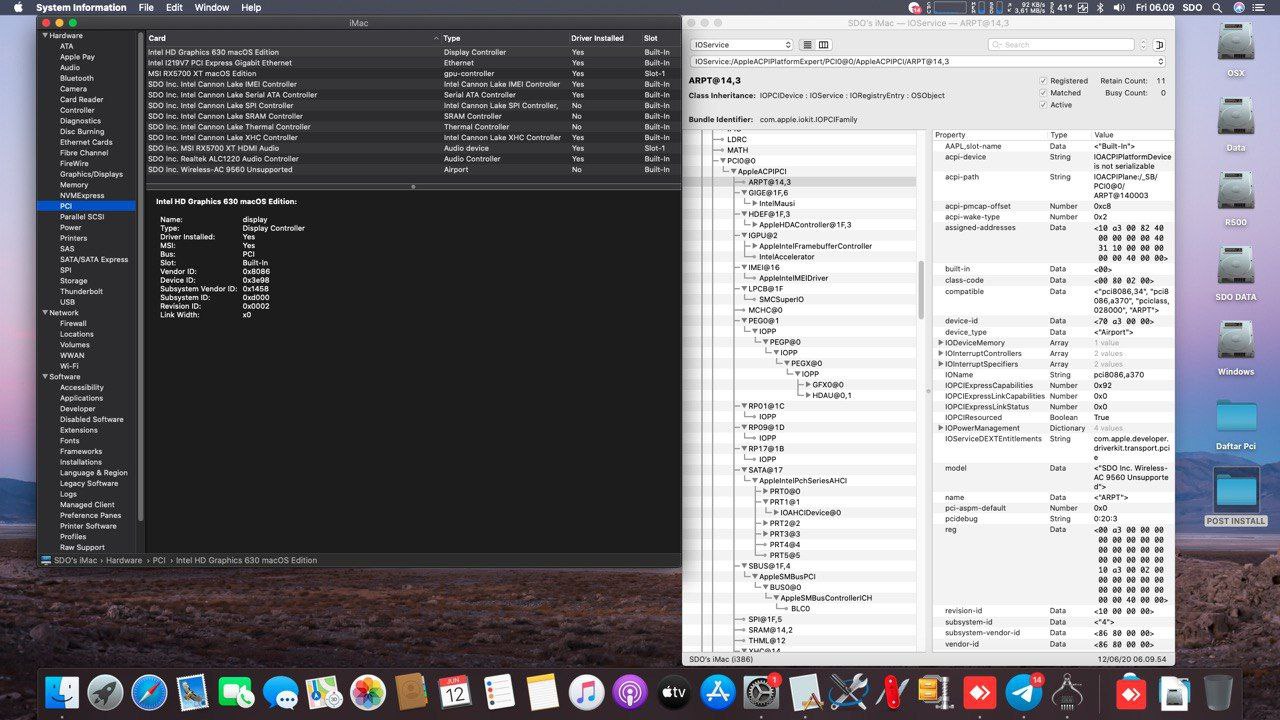 System Information File Edit Window Help
14
92 KB/s
3,61 MB/s
41°
Fri 06.09 SDO
iMac
Hardware
ATA
Apple Pay
Audio
Bluetooth
Camera
Card Reader
Controller
Diagnostics
Disc Burning
Ethernet Cards
Fibre Channel
FireWire
Graphics/Displays
Memory
NVMExpress
PCI
Parallel SCSI
Power
Printers
SAS
SATA/SATA Express
SPI
Storage
Thunderbolt
USB
Network
Firewall
Locations
Volumes
WWAN
Wi-Fi
Software
Accessibility
Applications
Developer
Disabled Software
Extensions
Fonts
Frameworks
Installations
Language & Region
Legacy Software
Logs
Managed Client
Preference Panes
Printer Software
Profiles
Raw Support
Card Type Driver Installed Slot
Intel HD Graphics 630 macOS Edition Display Controller Yes Built-In
Intel I219V7 PCI Express Gigabit Ethernet Ethernet Yes Built-In
MSI RX5700 XT macOS Edition gpu-controller Yes Slot-1
SDO Inc. Intel Cannon Lake IMEI Controller Intel Cannon Lake IMEI Controller Yes Built-In
SDO Inc. Intel Cannon Lake Serial ATA Controller Serial ATA Controller Yes Built-In
SDO Inc. Intel Cannon Lake SPI Controller Intel Cannon Lake SPI Controller, No Built-In
SDO Inc. Intel Cannon Lake SRAM Controller SRAM Controller No Built-In
SDO Inc. Intel Cannon Lake Thermal Controller Thermal Controller No Built-In
SDO Inc. Intel Cannon Lake XHC Controller Intel Cannon Lake XHC Controller Yes Built-In
SDO Inc. MSI RX5700 XT HDMI Audio Audio device Yes Slot-1
SDO Inc. Realtek ALC1220 Audio Controller Audio Controller Yes Built-In
SDO Inc. Wireless-AC 9560 Unsupported Airport No Built-In
Intel HD Graphics 630 macOS Edition:
Name: display
Type: Display Controller
Driver Installed: Yes
MSI: Yes
Bus: PCI
Slot: Built-In
Vendor ID: 0x8086
Device ID: 0x3e98
Subsystem Vendor ID: 0x1458
Subsystem ID: 0xd000
Revision ID: 0x0002
Link Width: x0
SDO's iMac › Hardware › PCI › Intel HD Graphics 630 macOS Edition
SDO's iMac — IOService — ARPT@14,3
IOService
Search
IOService:/AppleACPIPlatformExpert/PCI0@0/AppleACPIPCI/ARPT@14,3
ARPT@14,3
Class Inheritance: IOPCIDevice : IOService : IORegistryEntry : OSObject
Bundle Identifier: com.apple.iokit.IOPCIFamily
Registered Retain Count: 11
Matched Busy Count: 0
Active
LDRC
MATH
PCI0@0
AppleACPIPCI
ARPT@14,3
GIGE@1F,6
IntelMausi
HDEF@1F,3
AppleHDAController@1F,3
IGPU@2
AppleIntelFramebufferController
IntelAccelerator
IMEI@16
AppleIntelMEIDriver
LPCB@1F
SMCSuperIO
MCHC@0
PEG0@1
IOPP
PEGP@0
IOPP
PEGX@0
IOPP
GFX0@0
HDAU@0,1
RP01@1C
IOPP
RP09@1D
IOPP
RP17@1B
IOPP
SATA@17
AppleIntelPchSeriesAHCI
PRT0@0
PRT1@1
IOAHCIDevice@0
PRT2@2
PRT3@3
PRT4@4
PRT5@5
SBUS@1F,4
AppleSMBusPCI
BUS0@0
AppleSMBusControllerICH
BLC0
SPI@1F,5
SRAM@14,2
THML@12
XHC@14
Property Type Value
AAPL,slot-name Data <"Built-In">
acpi-device String IOACPIPlatformDevice
is not serializable
acpi-path String IOACPIPlane:/_SB/
PCI0@0/
ARPT@140003
acpi-pmcap-offset Number 0xc8
acpi-wake-type Number 0x2
assigned-addresses Data <10 a3 00 82 40
00 00 00 00 40
31 10 00 00 00
00 00 40 00 00>
built-in Data <00>
class-code Data <00 80 02 00>
compatible Data <"pci8086,34", "pci8
086,a370", "pciclass,
028000", "ARPT">
device-id Data <70 a3 00 00>
device_type Data <"Airport">
IODeviceMemory Array 1 value
IOInterruptControllers Array 2 values
IOInterruptSpecifiers Array 2 values
IOName String pci8086,a370
IOPCIExpressCapabilities Number 0x92
IOPCIExpressLinkCapabilities Number 0x0
IOPCIExpressLinkStatus Number 0x0
IOPCIResourced Boolean True
IOPowerManagement Dictionary 4 values
IOServiceDEXTEntitlements String com.apple.developer.
driverkit.transport.pci
e
model Data <"SDO Inc. Wireless-
AC 9560 Unsupporte
d">
name Data <"ARPT">
pci-aspm-default Number 0x0
pcidebug String 0:20:3
reg Data <00 a3 00 00 00
00 00 00 00 00
00 00 00 00 00
00 00 00 00 00
10 a3 00 02 00
00 00 00 00 00
00 00 00 00 00
00 00 40 00 00>
revision-id Data <10 00 00 00>
subsystem-id Data <"4">
subsystem-vendor-id Data <86 80 00 00>
vendor-id Data <86 80 00 00>
SDO's iMac (i386) 12/06/20 06.09.54
OSX
Data
R500
SDO DATA
Windows
Daftar Pci
POST INSTALL
JUN
12
tv
1
14